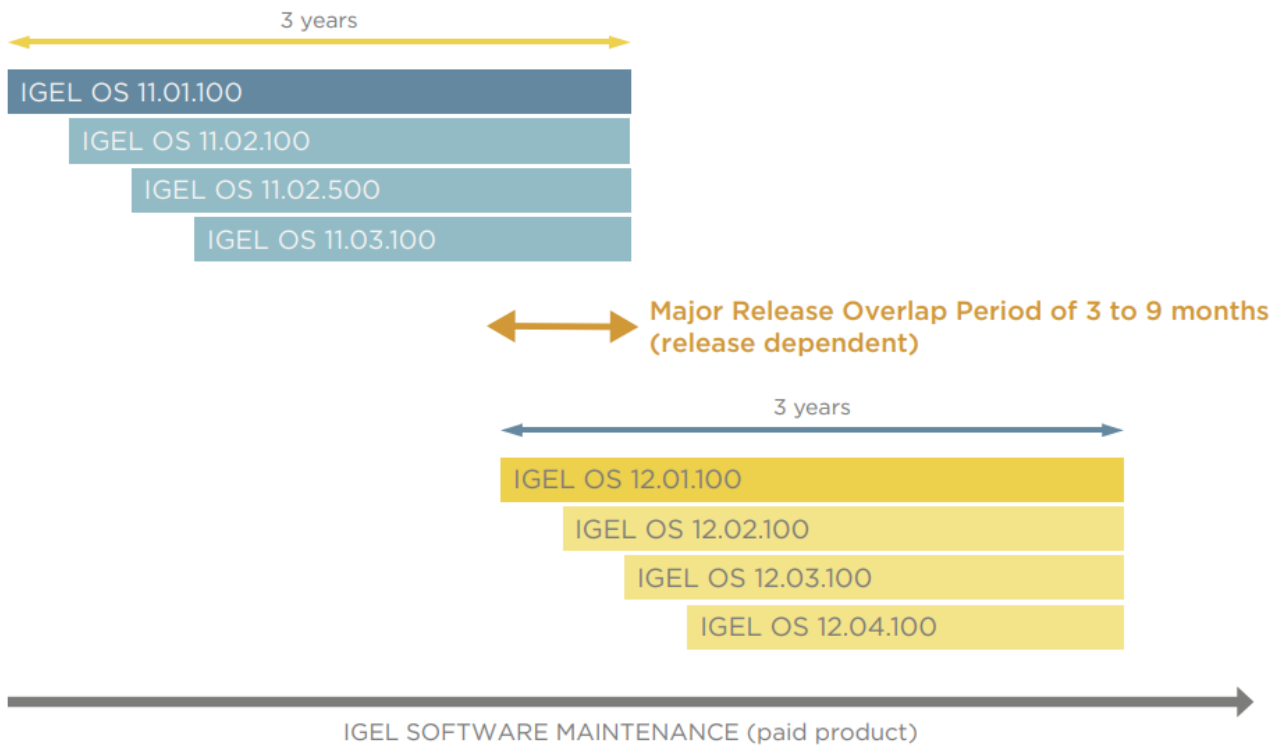 3 years
IGEL OS 11.01.100
IGEL OS 11.02.100
IGEL OS 11.02.500
IGEL OS 11.03.100
Major Release Overlap Period of 3 to 9 months
(release dependent)
3 years
IGEL OS 12.01.100
IGEL OS 12.02.100
IGEL OS 12.03.100
IGEL OS 12.04.100
IGEL SOFTWARE MAINTENANCE (paid product)